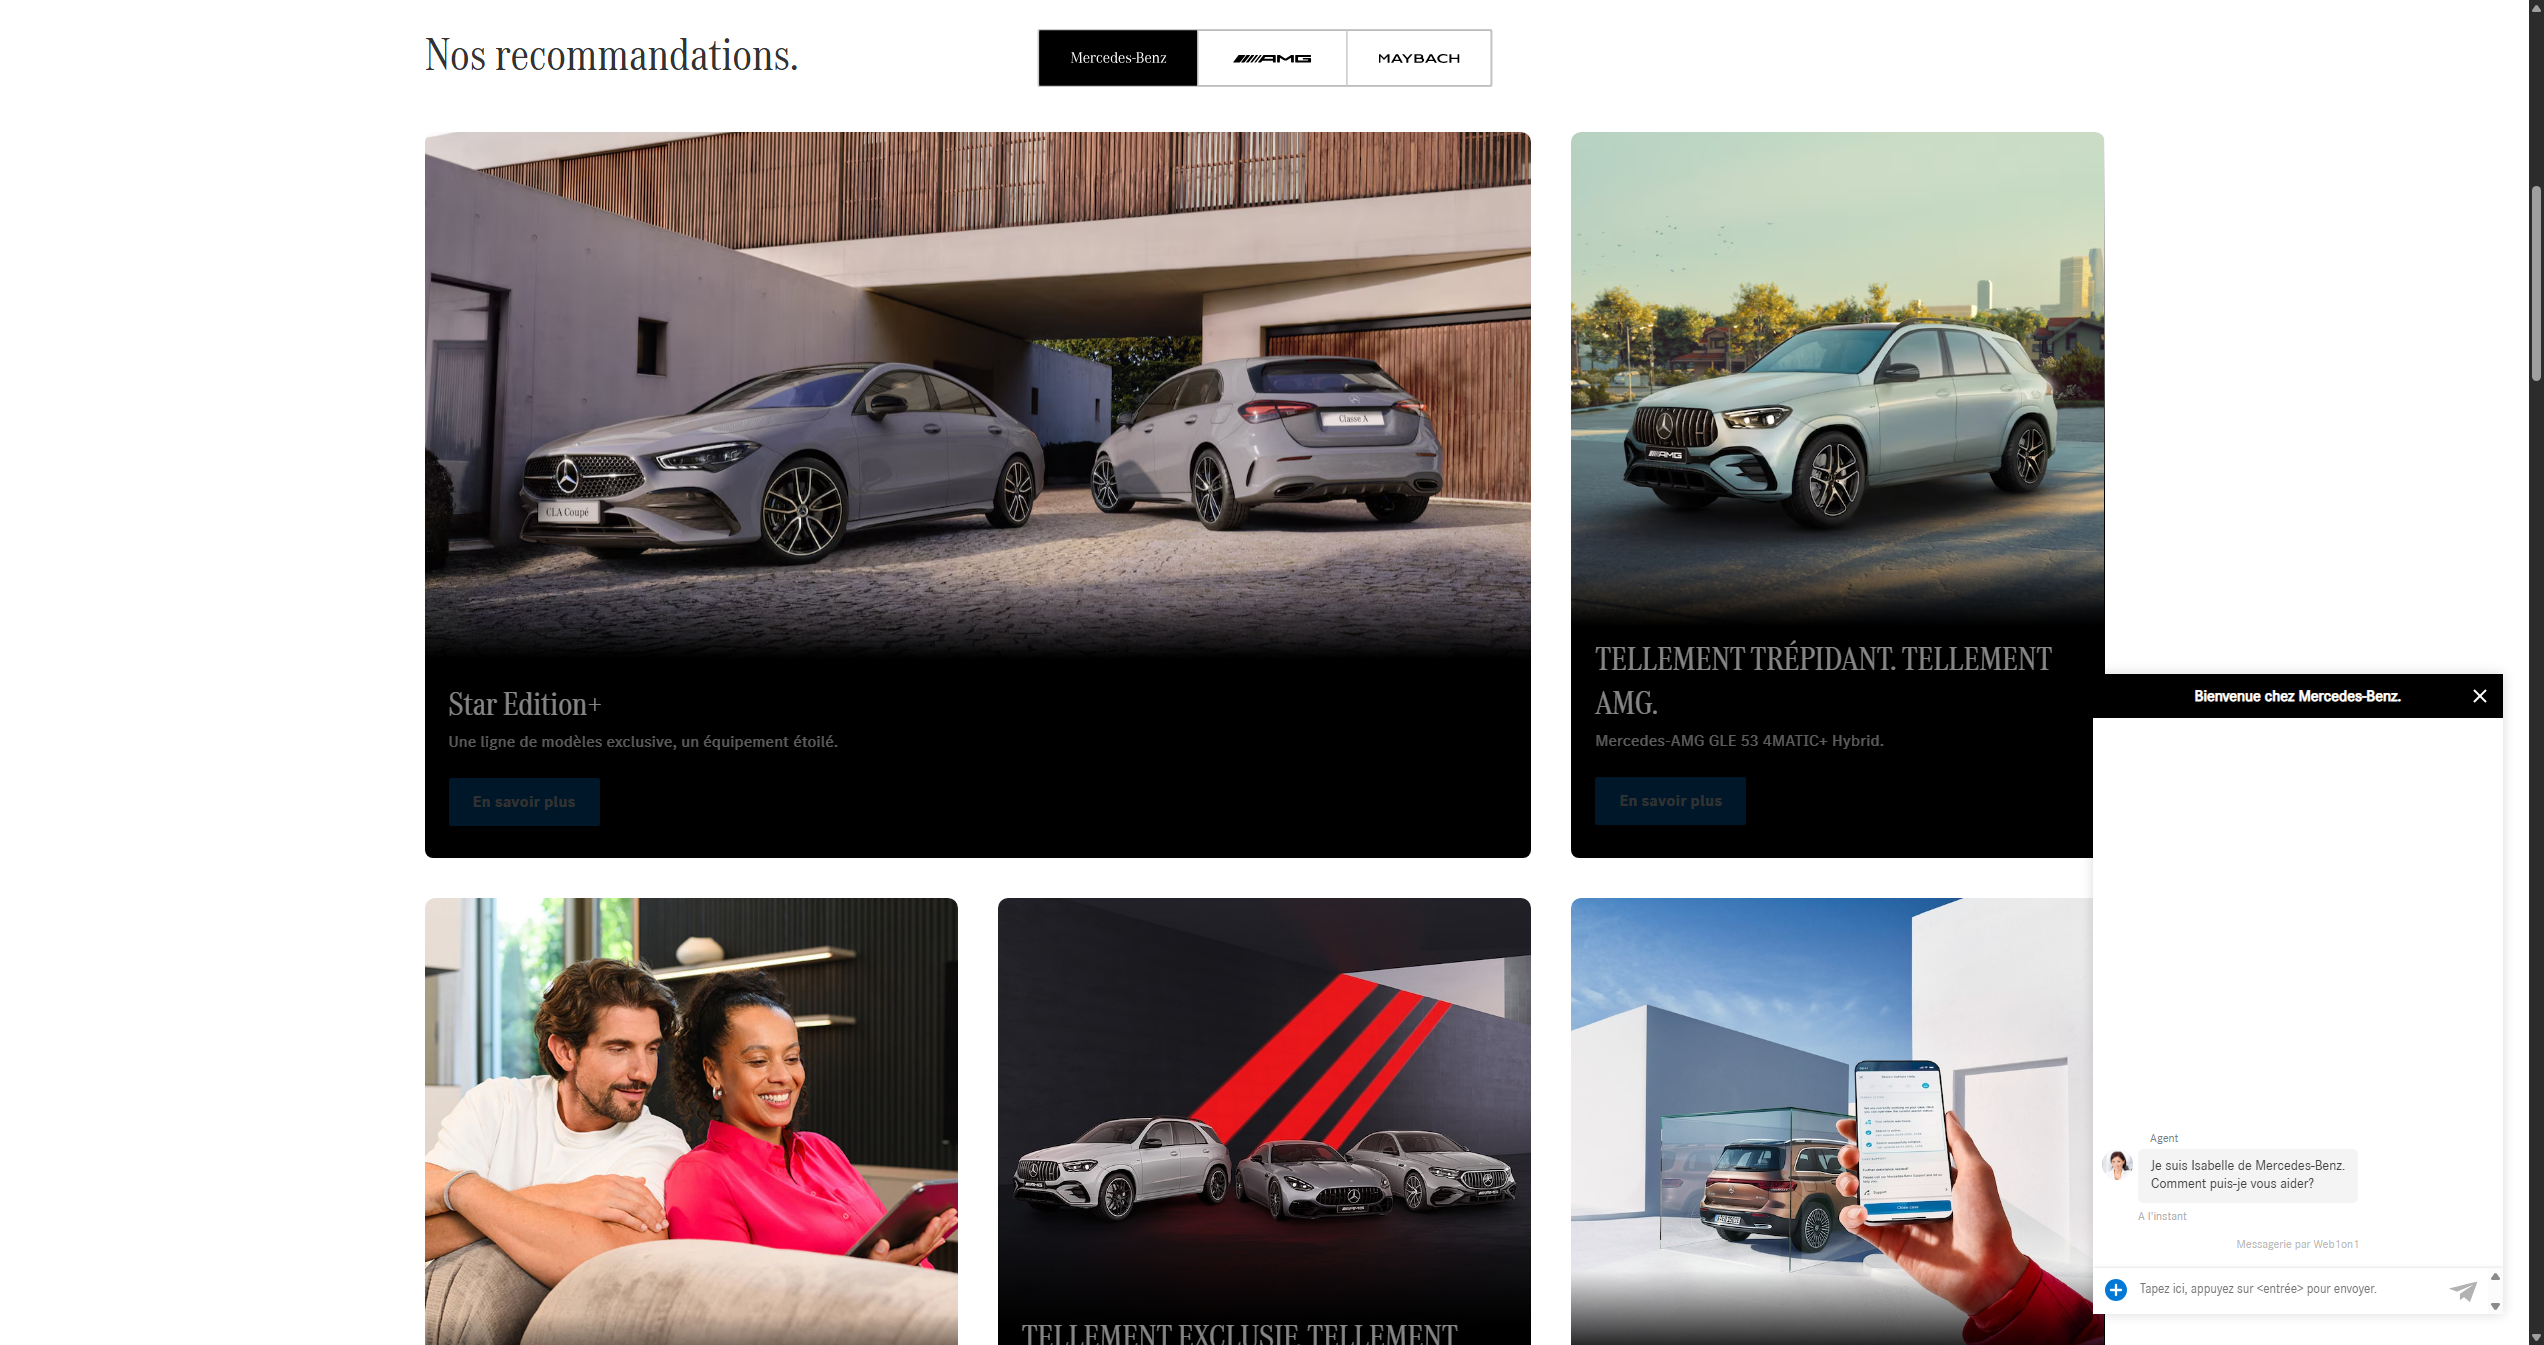 Nos recommandations.
Mercedes-Benz
AMG
MAYBACH
CLA Coupé
Classe A
AMG
Star Edition+
Une ligne de modèles exclusive, un équipement étoilé.
En savoir plus
TELLEMENT TRÉPIDANT. TELLEMENT
AMG.
Mercedes-AMG GLE 53 4MATIC+ Hybrid.
En savoir plus
Bienvenue chez Mercedes-Benz.
Agent
Je suis Isabelle de Mercedes-Benz.
Comment puis-je vous aider?
A l'instant
Messagerie par Web1on1
Tapez ici, appuyez sur <entrée> pour envoyer.
TELLEMENT EXCLUSIF. TELLEMENT